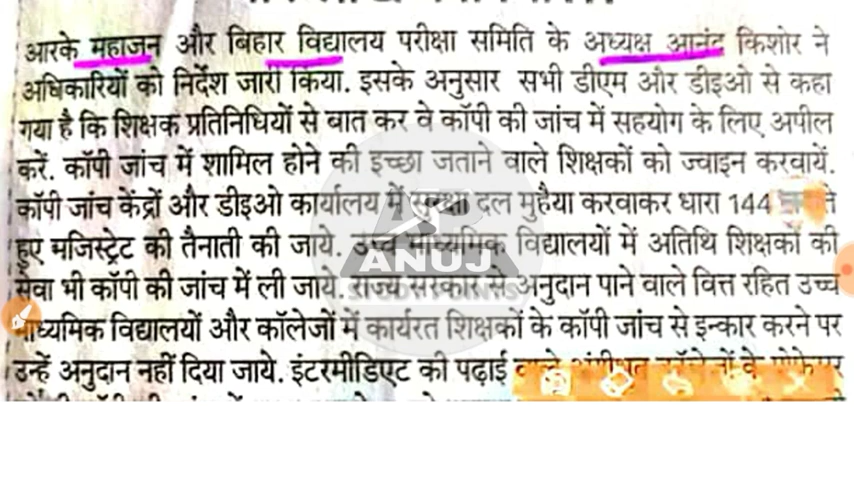 आरके महाजन और बिहार विद्यालय परीक्षा समिति के अध्यक्ष आनंद किशोर ने
अधिकारियों को निर्देश जारी किया. इसके अनुसार सभी डीएम और डीइओ से कहा
गया है कि शिक्षक प्रतिनिधियों से बात कर वे कॉपी की जांच में सहयोग के लिए अपील
करें. कॉपी जांच में शामिल होने की इच्छा जताने वाले शिक्षकों को ज्वाइन करवायें.
कॉपी जांच केंद्रों और डीइओ कार्यालय में सुरक्षा दल मुहैया करवाकर धारा 144
हुए मजिस्ट्रेट की तैनाती की जाये. उच्च माध्यमिक विद्यालयों में अतिथि शिक्षकों की
ANUJ
सेवा भी कॉपी की जांच में ली जाये. राज्य सरकार से अनुदान पाने वाले वित्त रहित उच्च
माध्यमिक विद्यालयों और कॉलेजों में कार्यरत शिक्षकों के कॉपी जांच से इन्कार करने पर
उन्हें अनुदान नहीं दिया जाये. इंटरमीडिएट की पढ़ाई वाले